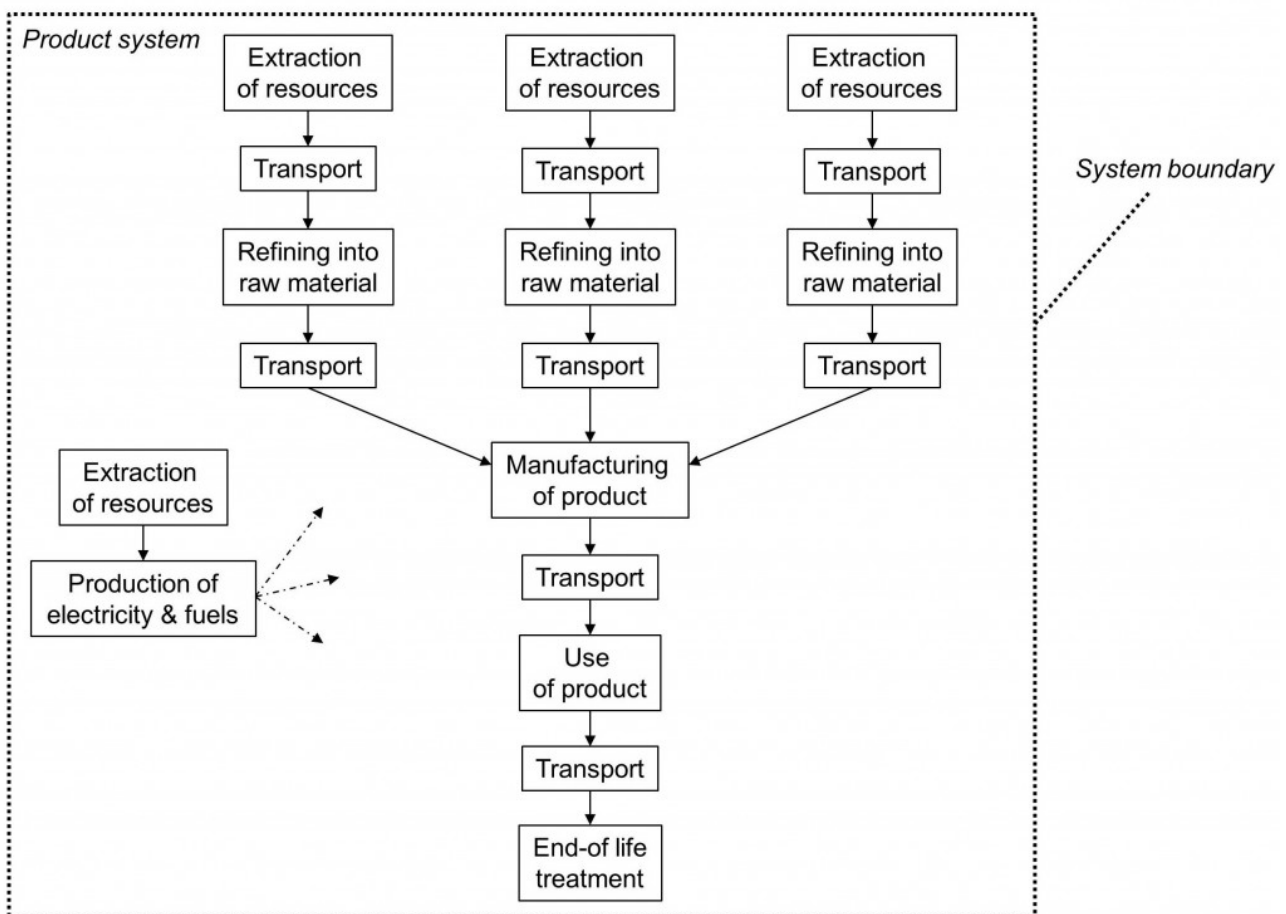 Product system
Extraction
of resources
Extraction
of resources
Extraction
of resources
Transport
Transport
Transport
System boundary
Refining into
raw material
Refining into
raw material
Refining into
raw material
Transport
Transport
Transport
Manufacturing
of product
Extraction
of resources
Production of
electricity & fuels
Transport
Use
of product
Transport
End-of life
treatment